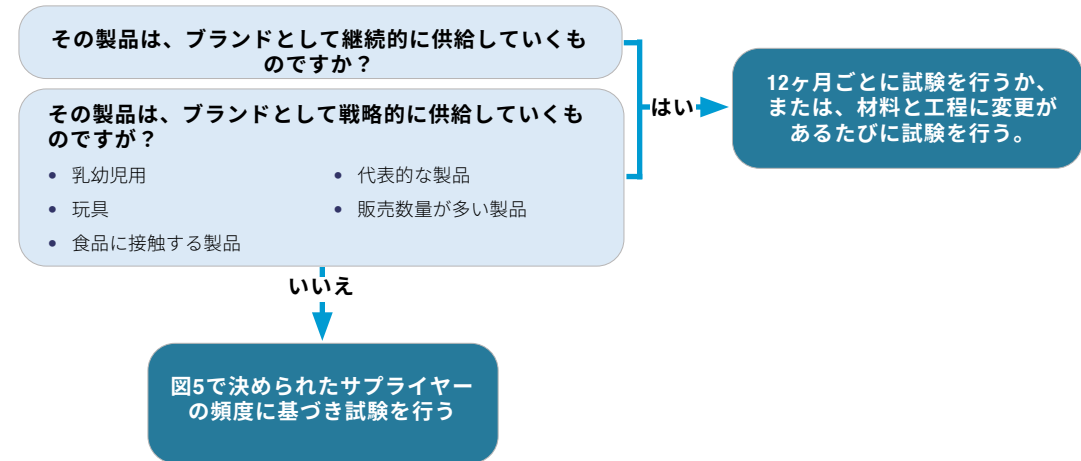 その製品は、ブランドとして継続的に供給していくも
のですか？
その製品は、ブランドとして戦略的に供給していくも
のですが？
• 乳幼児用
• 玩具
• 食品に接触する製品
• 代表的な製品
• 販売数量が多い製品
はい
12ヶ月ごとに試験を行うか、
または、材料と工程に変更が
あるたびに試験を行う。
いいえ
図5で決められたサプライヤー
の頻度に基づき試験を行う